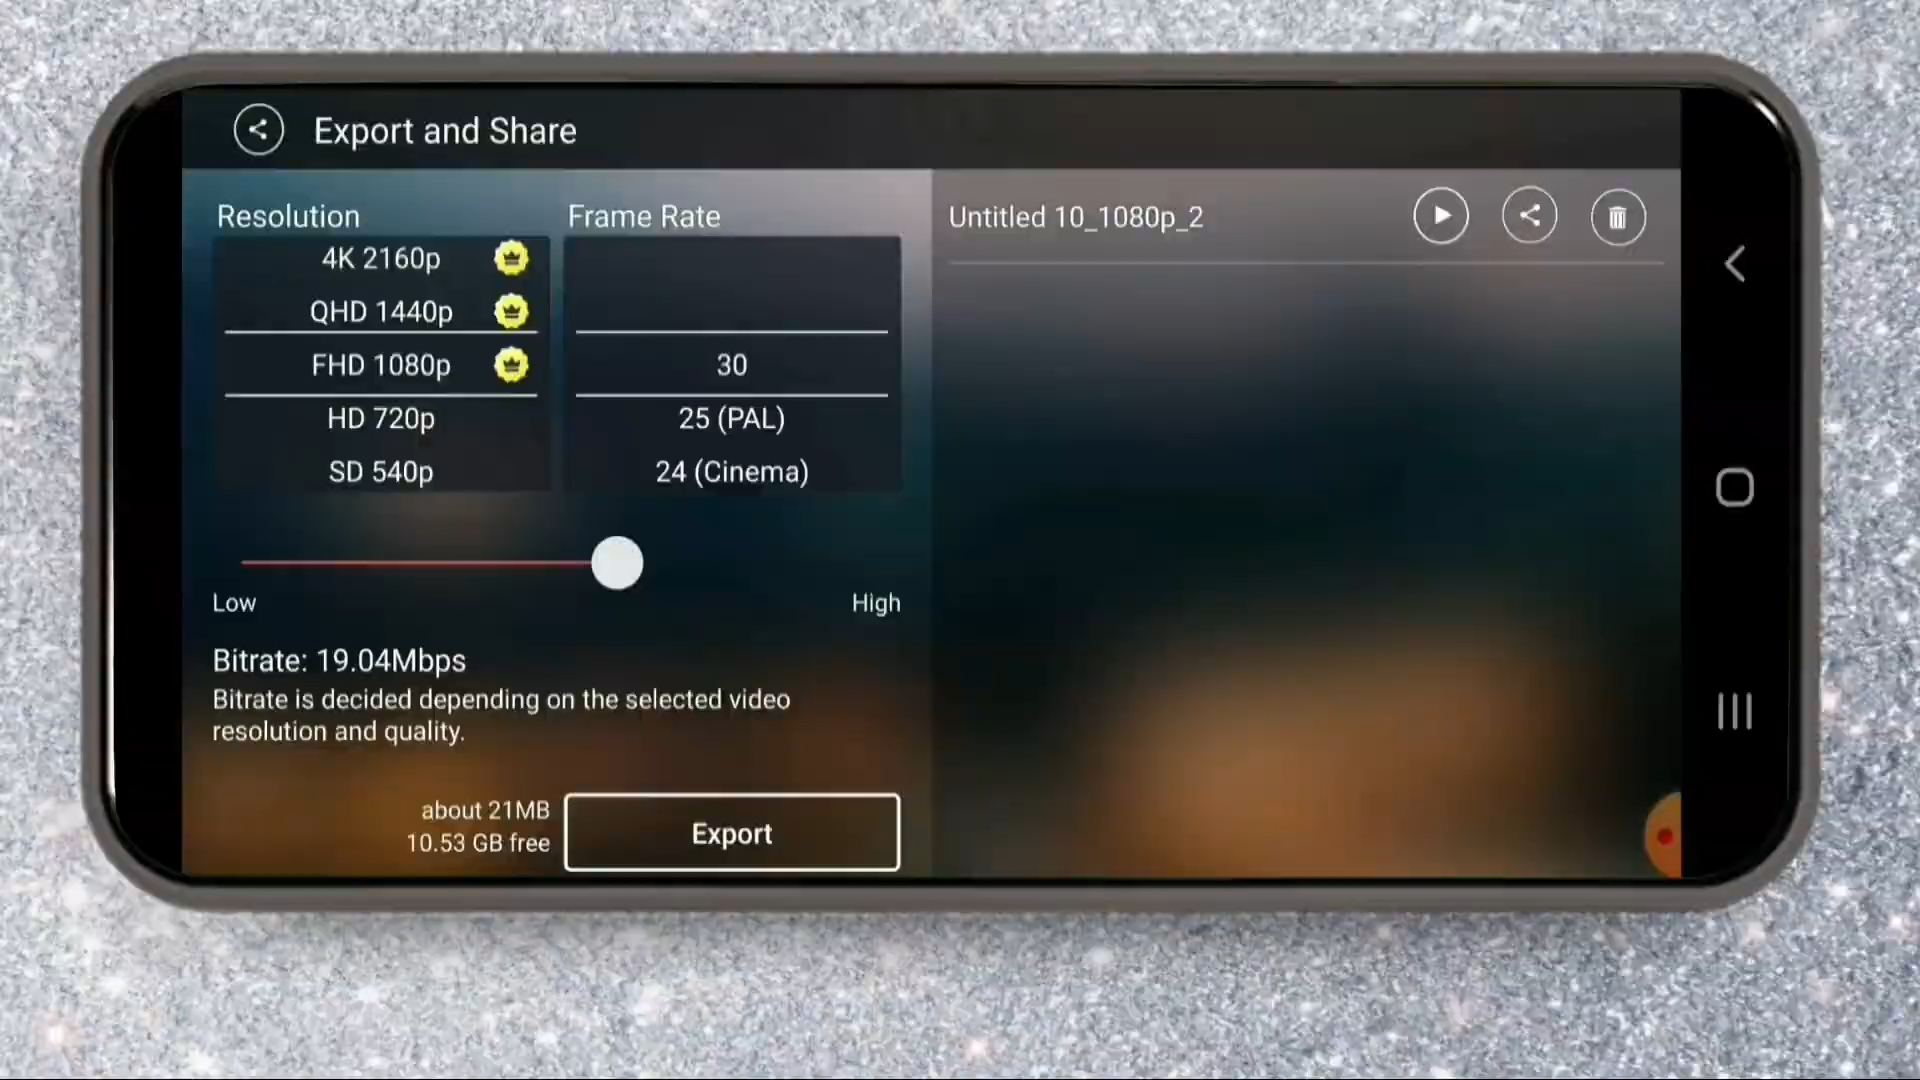 Export and Share
Resolution
4K 2160p
QHD 1440p
FHD 1080p
HD 720p
SD 540p
Frame Rate
30
25 (PAL)
24 (Cinema)
Low
High
Bitrate: 19.04Mbps
Bitrate is decided depending on the selected video
resolution and quality.
about 21MB
10.53 GB free
Export
Untitled 10_1080p_2